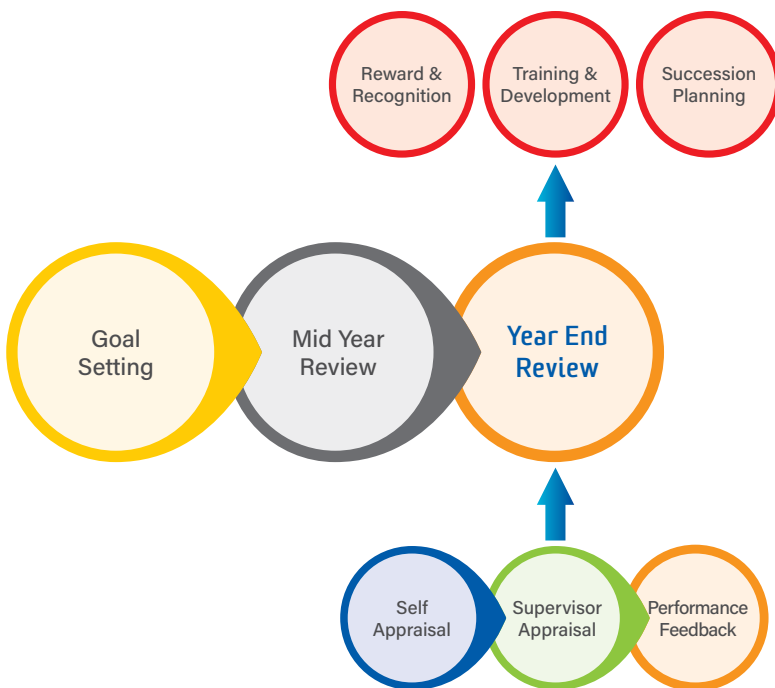 Reward &
Recognition
Training &
Development
Succession
Planning
Goal
Setting
Mid Year
Review
Year End
Review
Self
Appraisal
Supervisor
Appraisal
Performance
Feedback